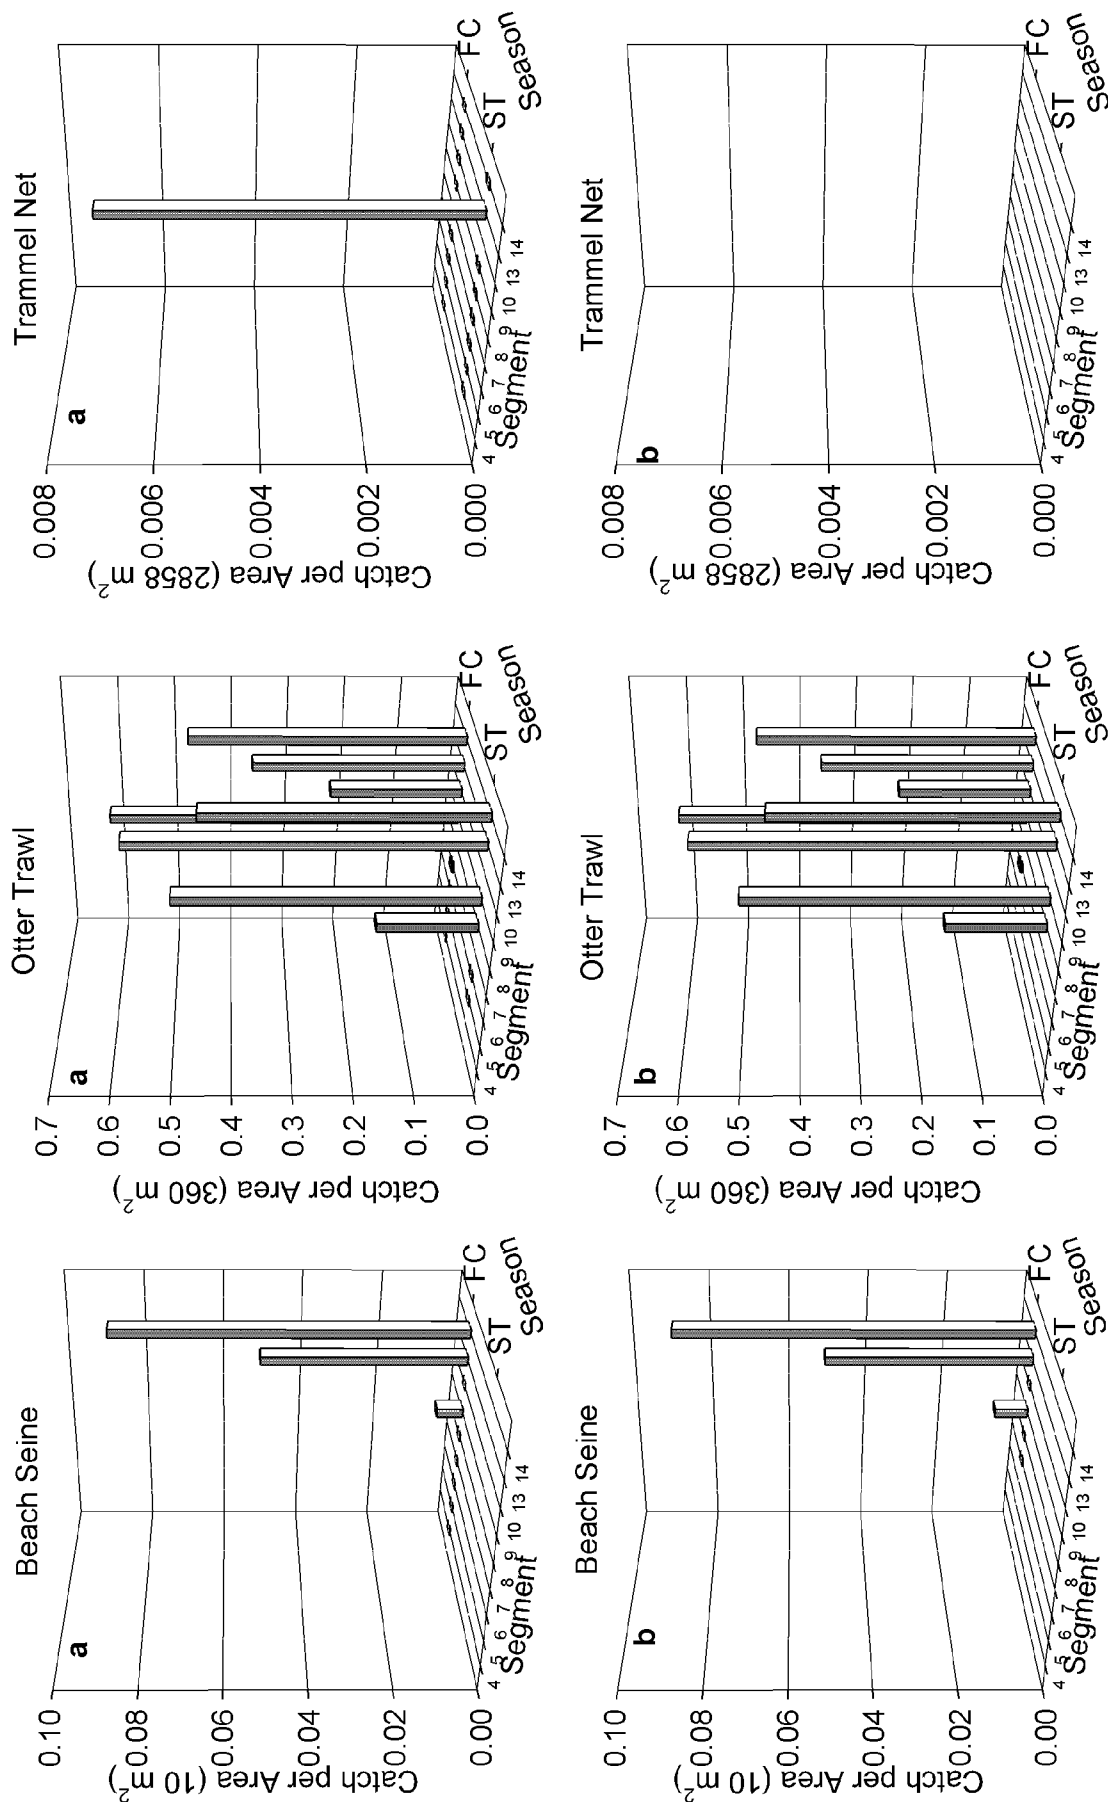 Beach Seine
a
0.10
0.08
0.06
0.04
0.02
0.00
Catch per Area (10 m²)
4 5 6 7 8 9 10 13 14
Segment
ST FC
Season
Otter Trawl
a
0.7
0.6
0.5
0.4
0.3
0.2
0.1
0.0
Catch per Area (360 m²)
4 5 6 7 8 9 10 13 14
Segment
ST FC
Season
Trammel Net
a
0.008
0.006
0.004
0.002
0.000
Catch per Area (2858 m²)
4 5 6 7 8 9 10 13 14
Segment
ST FC
Season
Beach Seine
b
0.10
0.08
0.06
0.04
0.02
0.00
Catch per Area (10 m²)
4 5 6 7 8 9 10 13 14
Segment
ST FC
Season
Otter Trawl
b
0.7
0.6
0.5
0.4
0.3
0.2
0.1
0.0
Catch per Area (360 m²)
4 5 6 7 8 9 10 13 14
Segment
ST FC
Season
Trammel Net
b
0.008
0.006
0.004
0.002
0.000
Catch per Area (2858 m²)
4 5 6 7 8 9 10 13 14
Segment
ST FC
Season